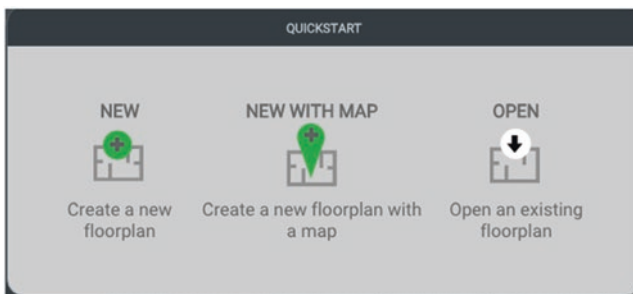 QUICKSTART
NEW
Create a new
floorplan
NEW WITH MAP
Create a new floorplan with
a map
OPEN
Open an existing
floorplan